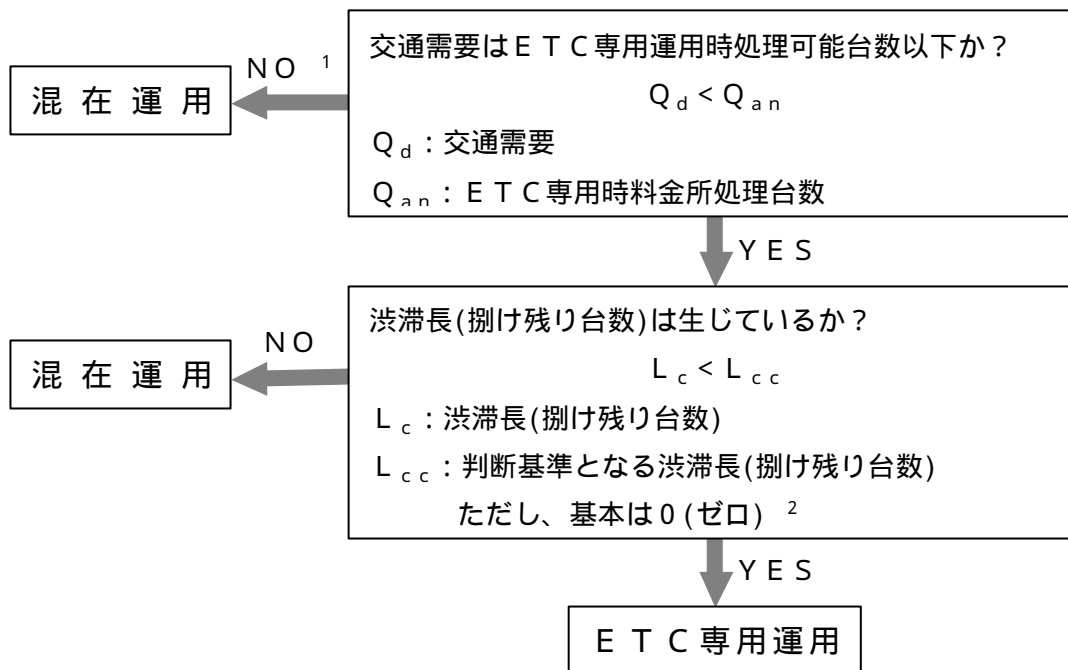 交通需要はＥＴＣ専用運用時処理可能台数以下か？
NO 1
混在運用
Qd < Qan
Qd：交通需要
Qan：ＥＴＣ専用時料金所処理台数
YES
渋滞長(捌け残り台数)は生じているか？
NO
混在運用
Lc < Lcc
Lc：渋滞長(捌け残り台数)
Lcc：判断基準となる渋滞長(捌け残り台数)
ただし、基本は０(ゼロ) 2
YES
ＥＴＣ専用運用